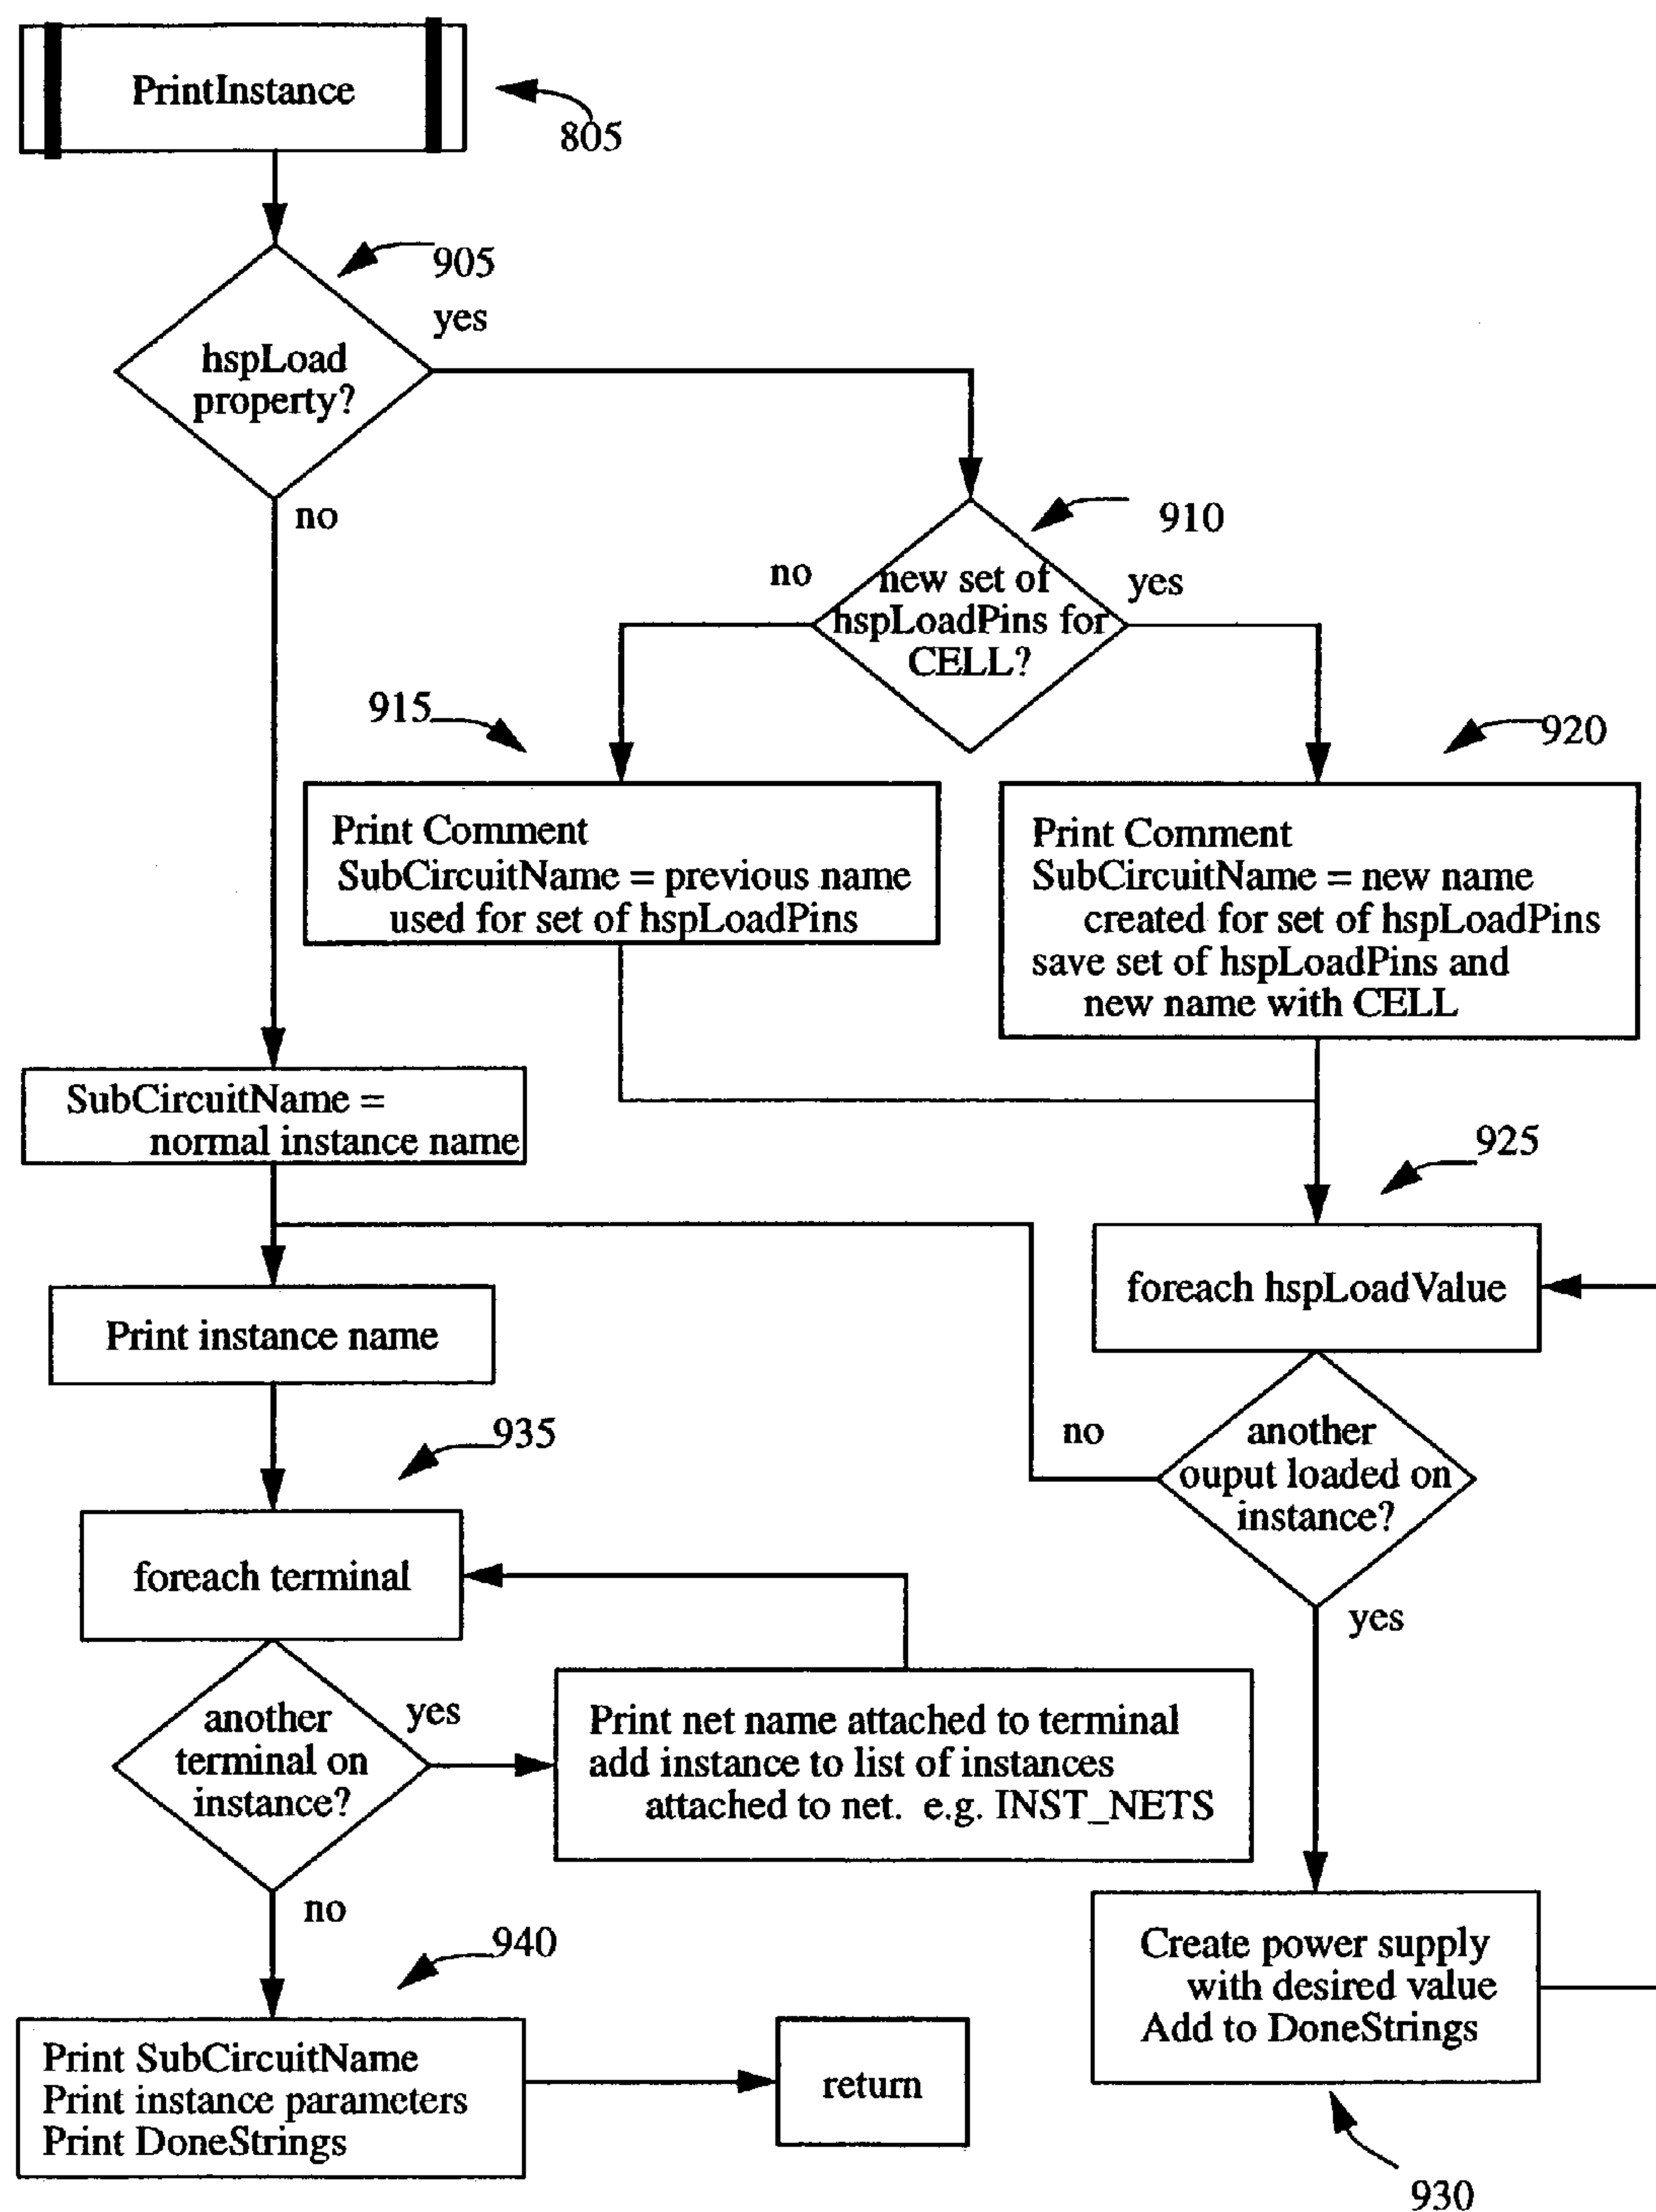 PrintInstance
805
905
yes
hspLoad
property?
no
910
no
yes
new set of
hspLoadPins for
CELL?
915
920
Print Comment
SubCircuitName = previous name
used for set of hspLoadPins
Print Comment
SubCircuitName = new name
created for set of hspLoadPins
save set of hspLoadPins and
new name with CELL
SubCircuitName =
normal instance name
925
foreach hspLoadValue
Print instance name
935
no
another
ouput loaded on
instance?
foreach terminal
yes
another
terminal on
instance?
yes
Print net name attached to terminal
add instance to list of instances
attached to net. e.g. INST_NETS
no
940
Create power supply
with desired value
Add to DoneStrings
Print SubCircuitName
Print instance parameters
Print DoneStrings
return
930